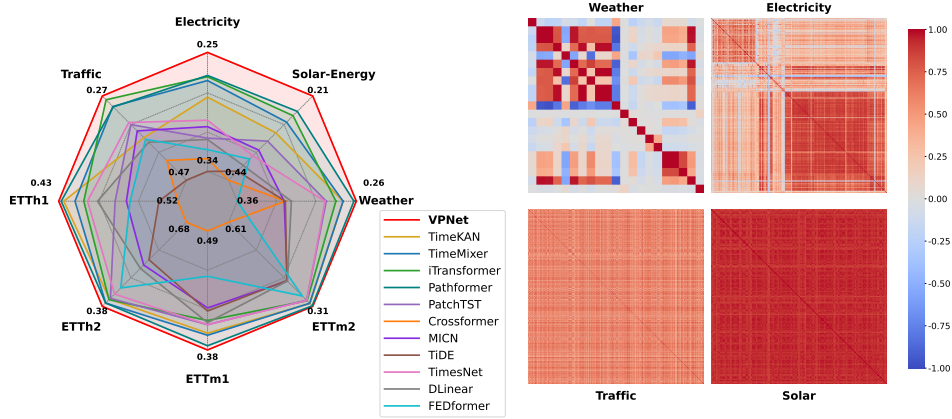 Electricity
0.25
Traffic
Solar-Energy
0.27
0.21
0.34
0.47
0.44
0.43
0.26
ETTh1
0.52
0.36
Weather
0.68
0.61
0.49
0.38
0.31
ETTh2
ETTm2
0.38
ETTm1
VPNet
TimeKAN
TimeMixer
iTransformer
Pathformer
PatchTST
Crossformer
MICN
TiDE
TimesNet
DLinear
FEDformer
Weather
Electricity
Traffic
Solar
1.00
0.75
0.50
0.25
0.00
-0.25
-0.50
-0.75
-1.00